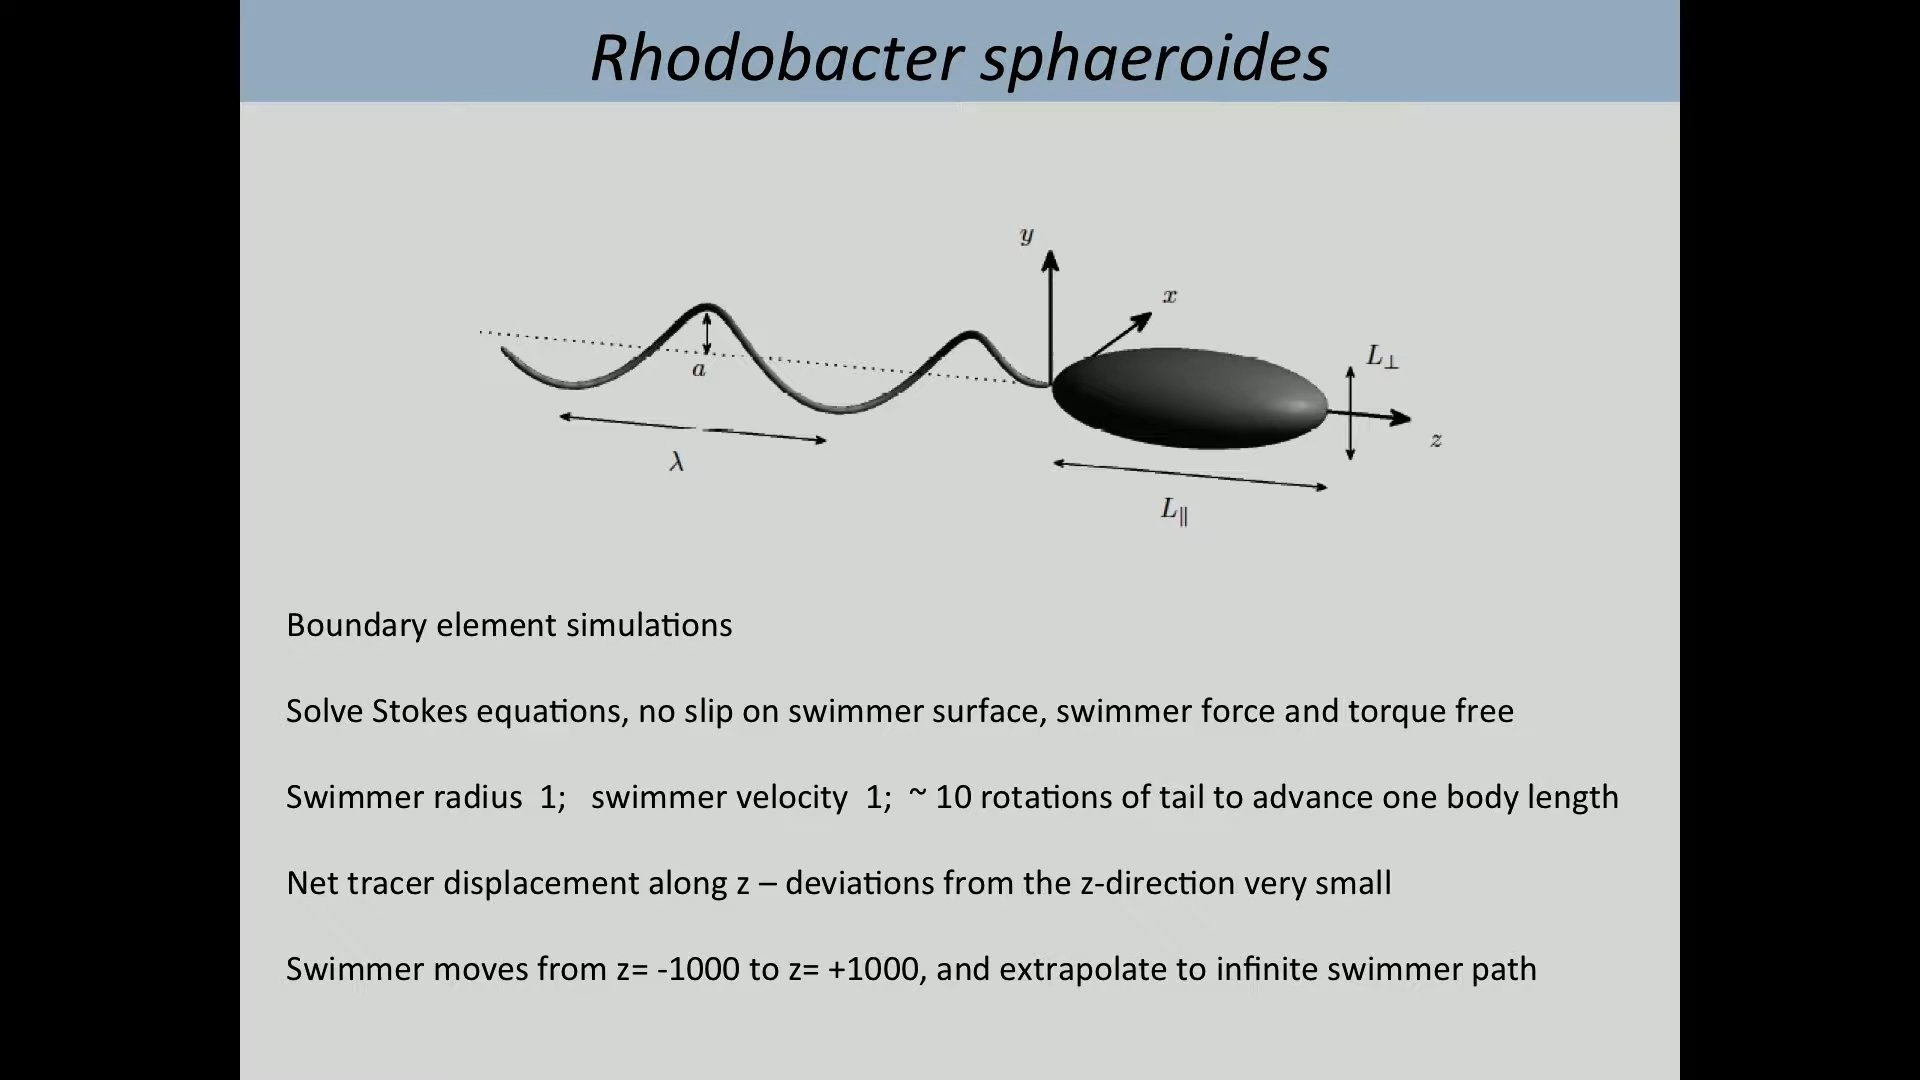 Rhodobacter sphaeroides
y
x
a
L⊥
z
λ
L∥
Boundary element simulations
Solve Stokes equations, no slip on swimmer surface, swimmer force and torque free
Swimmer radius 1; swimmer velocity 1; ~ 10 rotations of tail to advance one body length
Net tracer displacement along z – deviations from the z-direction very small
Swimmer moves from z= -1000 to z= +1000, and extrapolate to infinite swimmer path